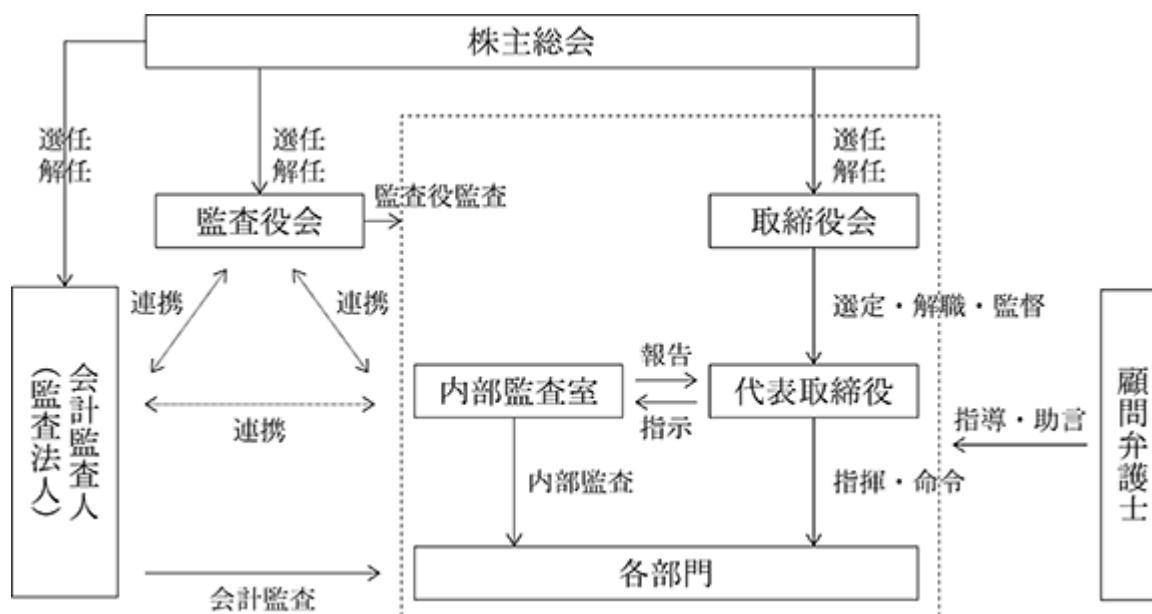 株主総会
選任
解任
選任
解任
選任
解任
監査役会
監査役監査
取締役会
連携
連携
選定・解職・監督
会計監査人
（監査法人）
連携
内部監査室
報告
指示
代表取締役
指導・助言
顧問弁護士
内部監査
指揮・命令
各部門
会計監査